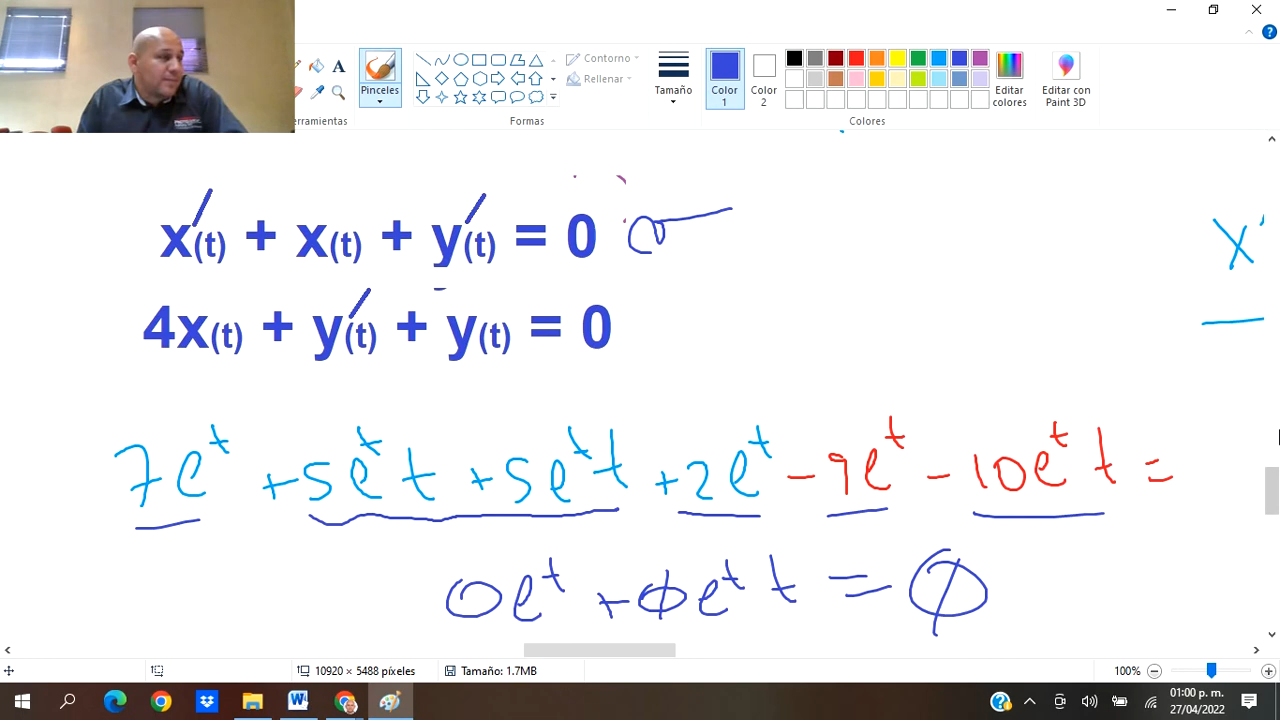 Contorno
Rellenar
Pinceles
Tamaño
Color 1
Color 2
Editar colores
Editar con Paint 3D
Formas
Colores
x'(t) + x(t) + y'(t) = 0
4x(t) + y'(t) + y(t) = 0
x'
7e^t + 5e^t t + 5e^t t + 2e^t - 9e^t - 10e^t t =
0e^t + 0e^t t = 0
10920 × 5488 píxeles
Tamaño: 1.7MB
100%
01:00 p. m.
27/04/2022